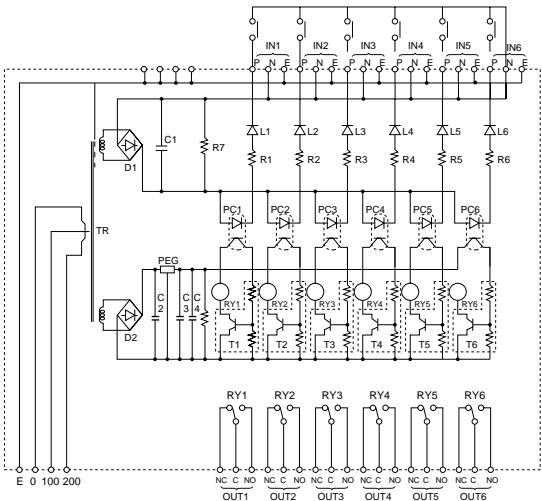 IN1 IN2 IN3 IN4 IN5 IN6
P N E P N E P N E P N E P N E P N E
D1 C1 R7 L1 L2 L3 L4 L5 L6
R1 R2 R3 R4 R5 R6
PC1 PC2 PC3 PC4 PC5 PC6
TR
PEG
C2 C3 C4
RY1 RY2 RY3 RY4 RY5 RY6
D2 T1 T2 T3 T4 T5 T6
RY1 RY2 RY3 RY4 RY5 RY6
E 0 100 200 NC C NO NC C NO NC C NO NC C NO NC C NO NC C NO
OUT1 OUT2 OUT3 OUT4 OUT5 OUT6